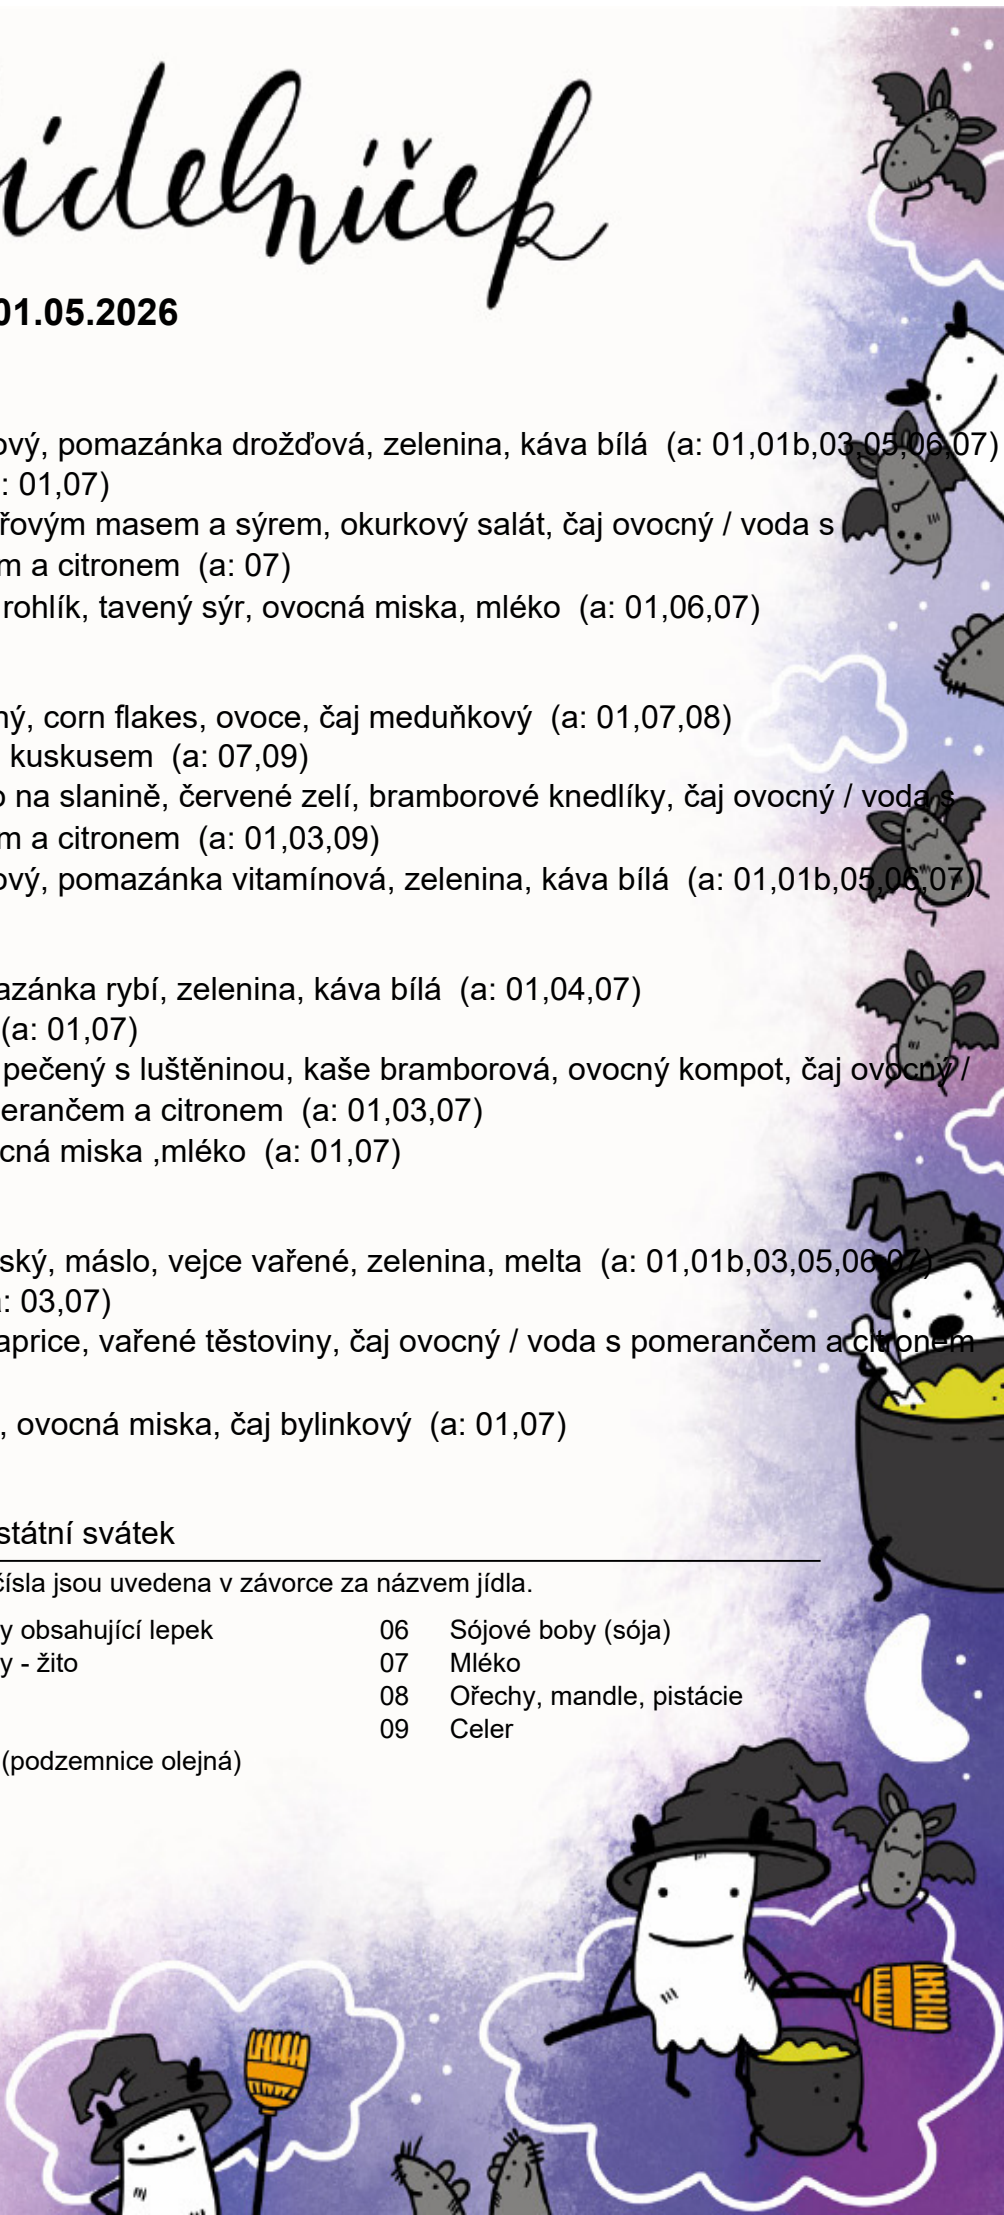 ídelníček
01.05.2026
ový, pomazánka drožďová, zelenina, káva bílá (a: 01,01b,03,05,06,07)
: 01,07)
řovým masem a sýrem, okurkový salát, čaj ovocný / voda s
m a citronem (a: 07)
rohlík, tavený sýr, ovocná miska, mléko (a: 01,06,07)
ný, corn flakes, ovoce, čaj meduňkový (a: 01,07,08)
kuskusem (a: 07,09)
o na slanině, červené zelí, bramborové knedlíky, čaj ovocný / voda s
m a citronem (a: 01,03,09)
ový, pomazánka vitamínová, zelenina, káva bílá (a: 01,01b,05,06,07)
azánka rybí, zelenina, káva bílá (a: 01,04,07)
(a: 01,07)
pečený s luštěninou, kaše bramborová, ovocný kompot, čaj ovocný /
erančem a citronem (a: 01,03,07)
cná miska ,mléko (a: 01,07)
ský, máslo, vejce vařené, zelenina, melta (a: 01,01b,03,05,06,07)
a: 03,07)
aprice, vařené těstoviny, čaj ovocný / voda s pomerančem a citronem
, ovocná miska, čaj bylinkový (a: 01,07)
státní svátek
čísla jsou uvedena v závorce za názvem jídla.
y obsahující lepek
y - žito
(podzemnice olejná)
06 Sójové boby (sója)
07 Mléko
08 Ořechy, mandle, pistácie
09 Celer